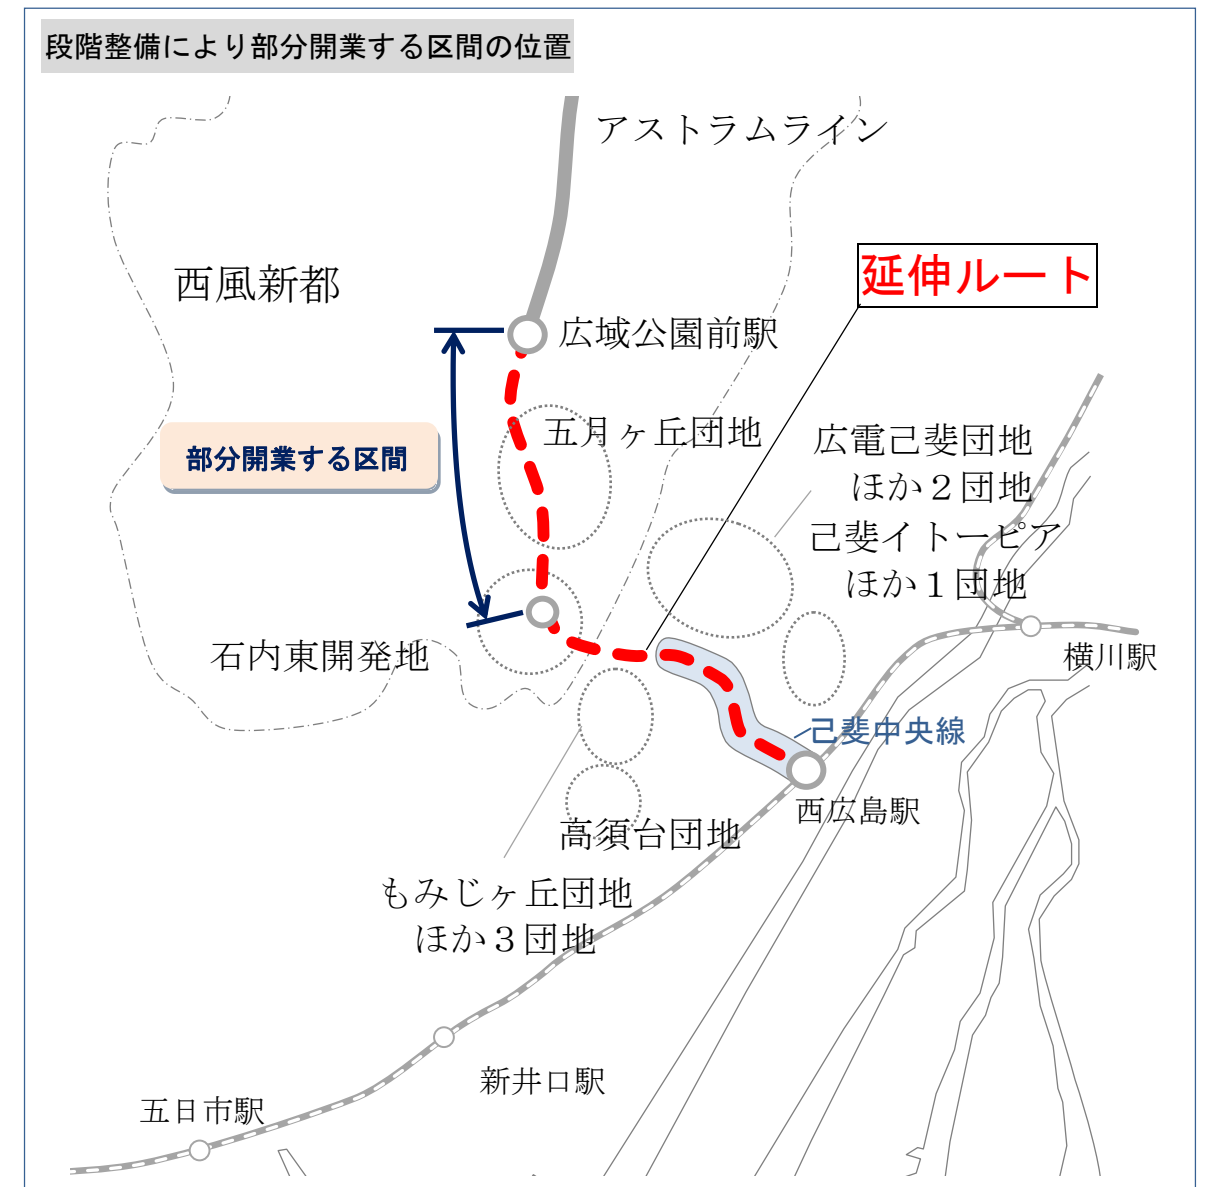 段階整備により部分開業する区間の位置
アストラムライン
西風新都
延伸ルート
広域公園前駅
五月ヶ丘団地
部分開業する区間
広電己斐団地
ほか２団地
己斐イトーピア
ほか１団地
石内東開発地
横川駅
己斐中央線
西広島駅
高須台団地
もみじヶ丘団地
ほか３団地
新井口駅
五日市駅